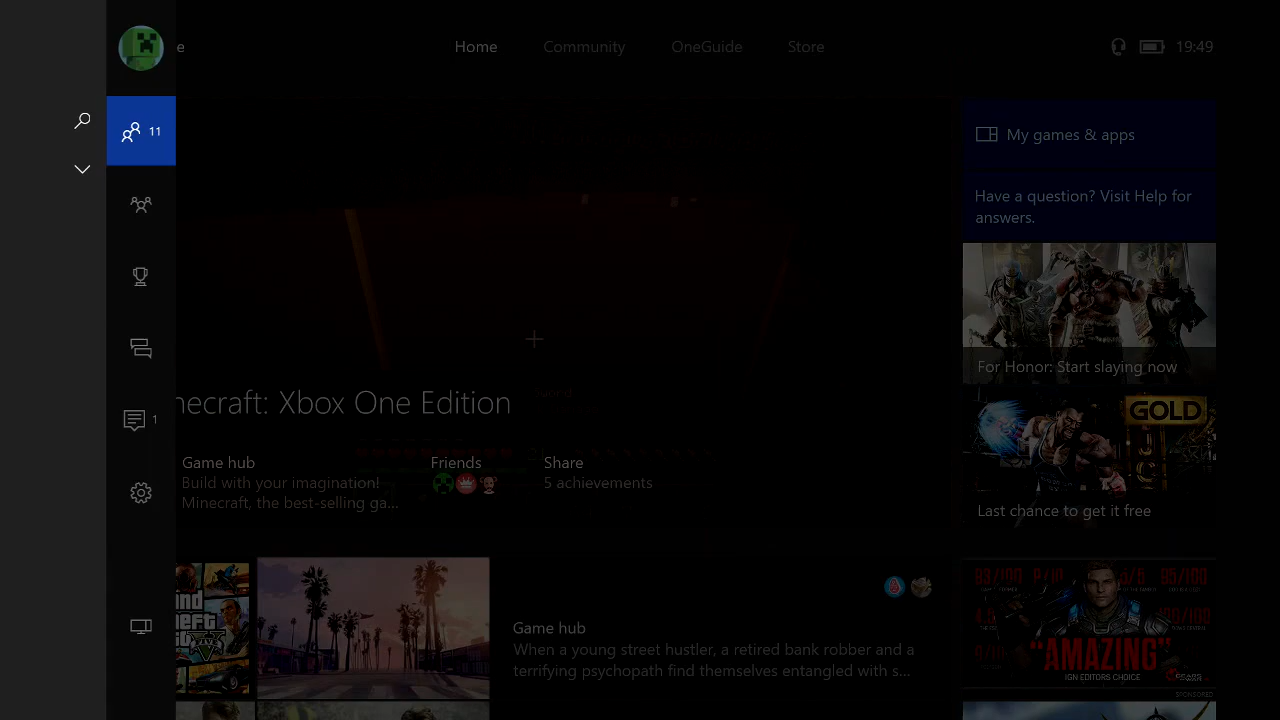 e
Home
Community
OneGuide
Store
19:49
11
1
My games & apps
Have a question? Visit Help for
answers.
For Honor: Start slaying now
GOLD
Last chance to get it free
necraft: Xbox One Edition
Game hub
Build with your imagination!
Minecraft, the best-selling ga...
Friends
Share
5 achievements
Game hub
When a young street hustler, a retired bank robber and a
terrifying psychopath find themselves entangled with s...
"AMAZING"
IGN EDITORS CHOICE
SPONSORED